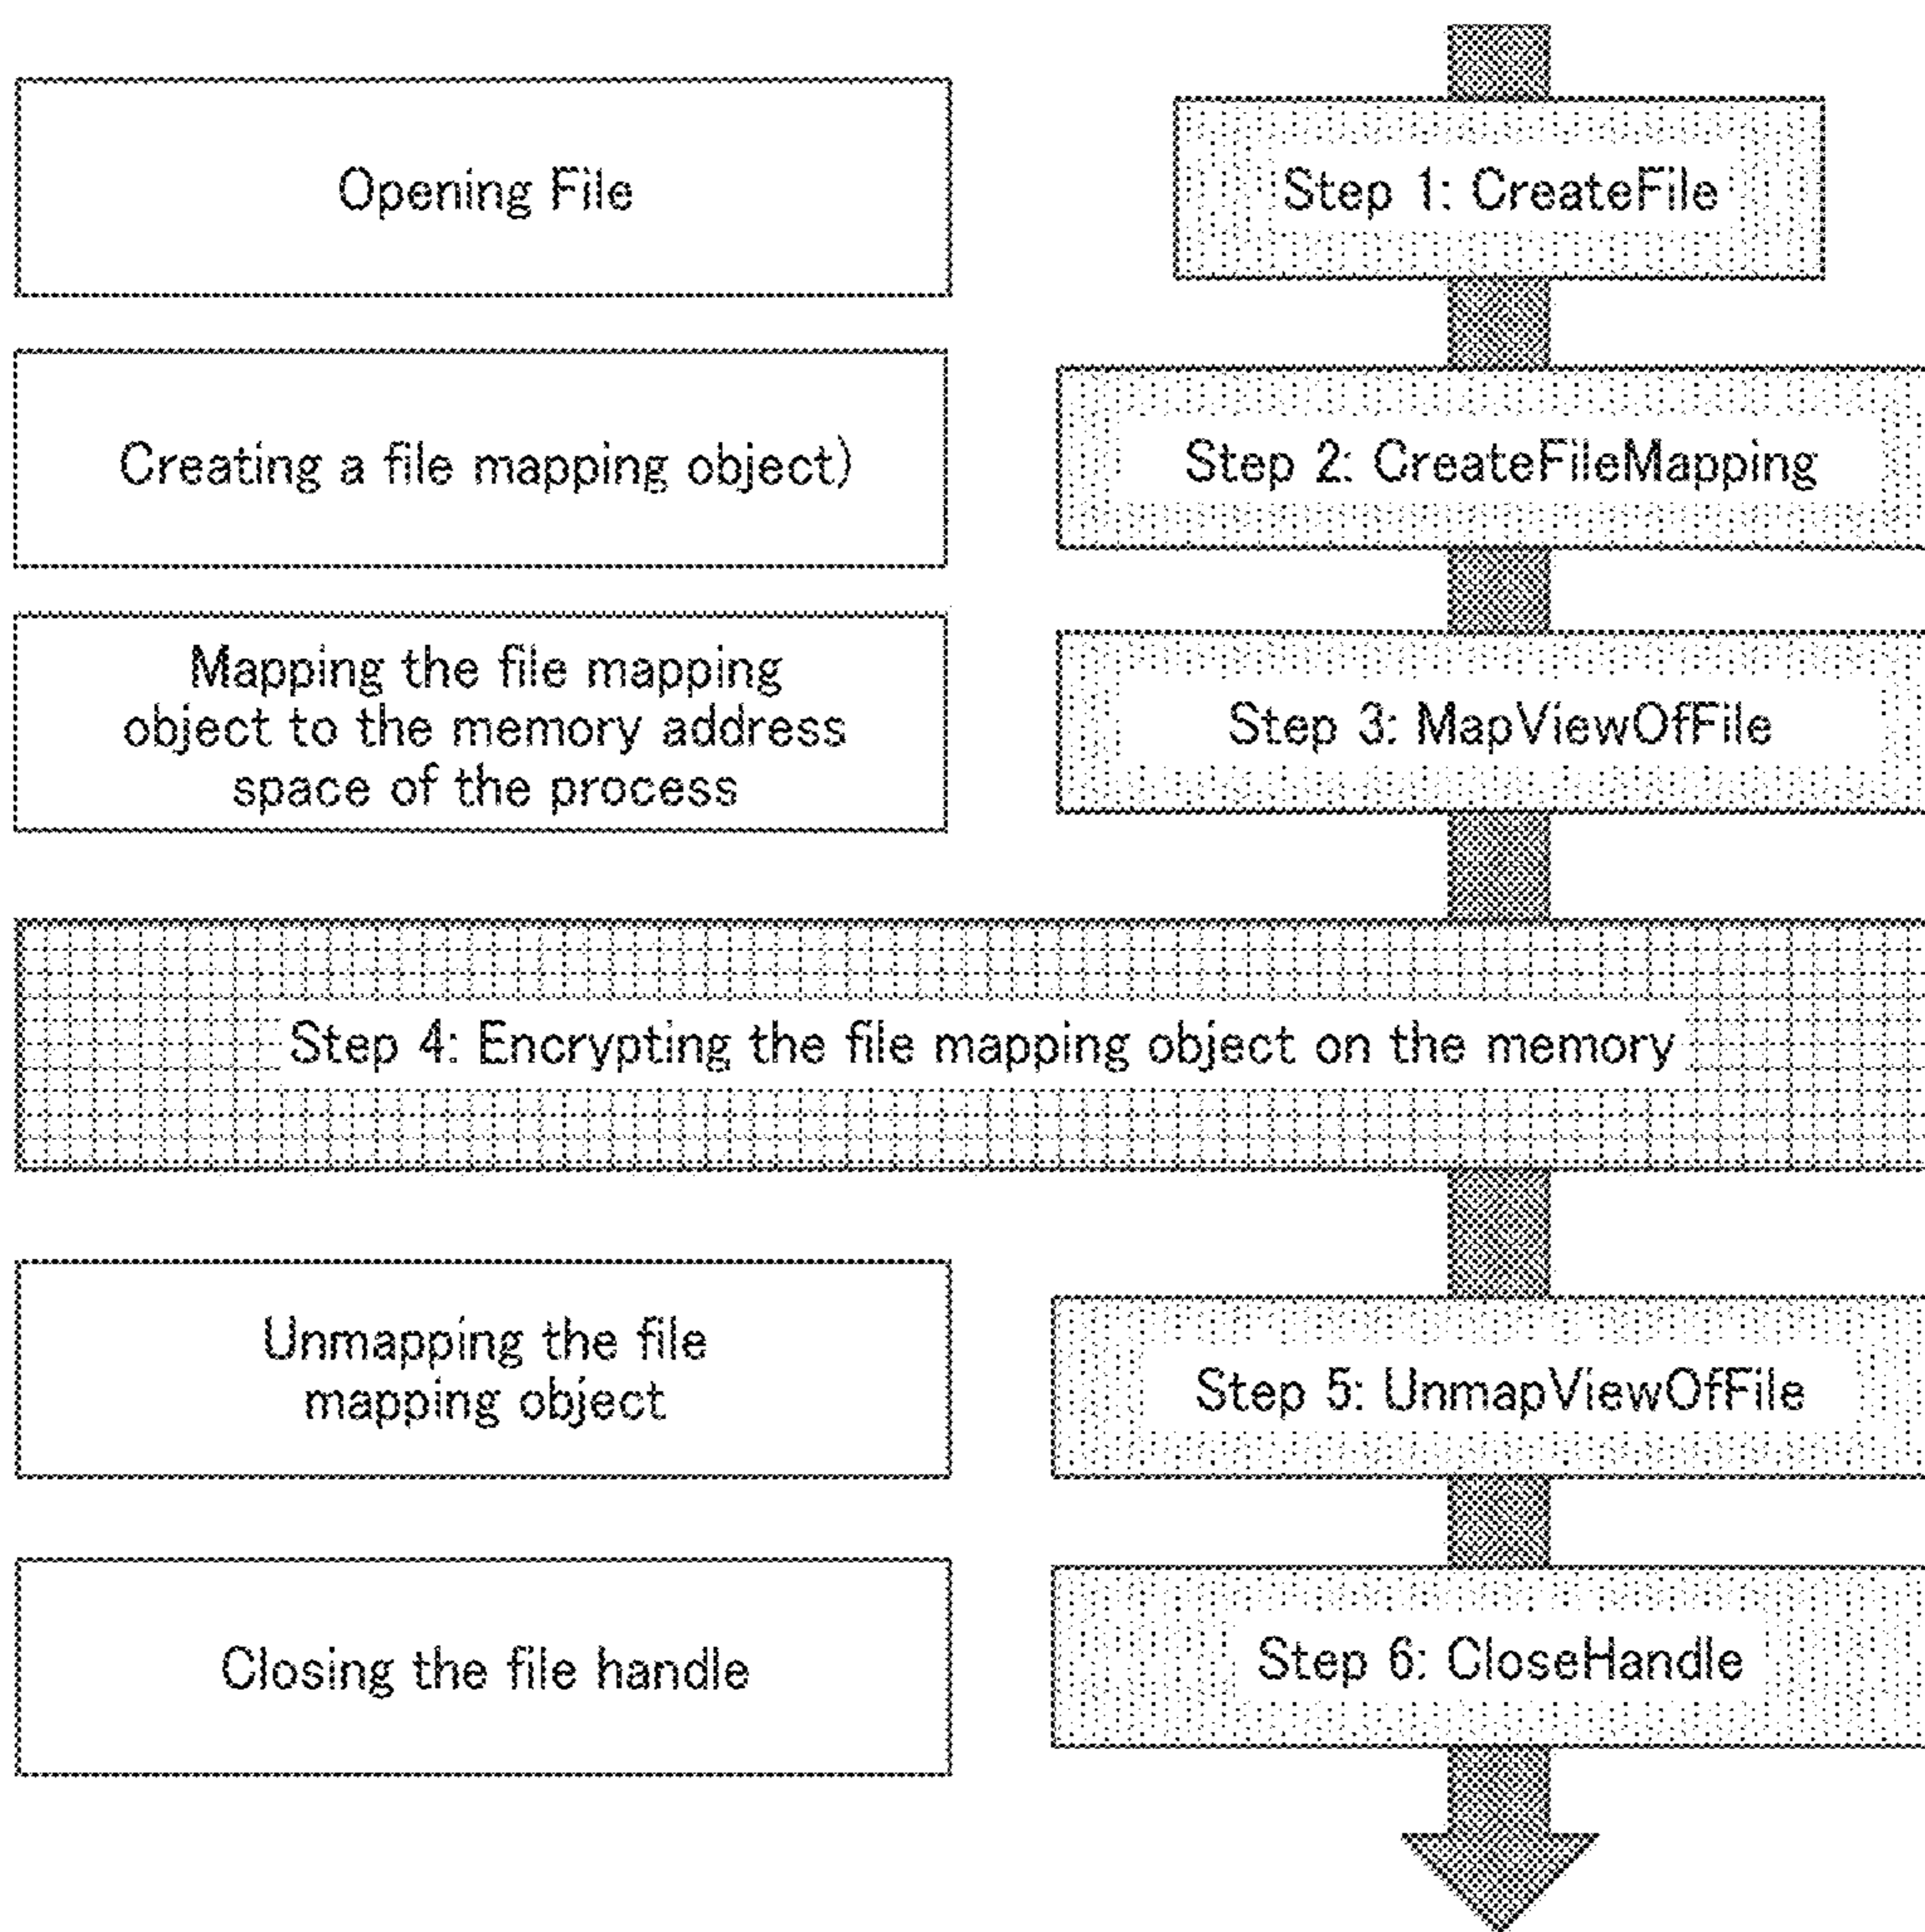 Opening File
Step 1: CreateFile
Creating a file mapping object)
Step 2: CreateFileMapping
Mapping the file mapping
object to the memory address
space of the process
Step 3: MapViewOfFile
Step 4: Encrypting the file mapping object on the memory
Unmapping the file
mapping object
Step 5: UnmapViewOfFile
Closing the file handle
Step 6: CloseHandle